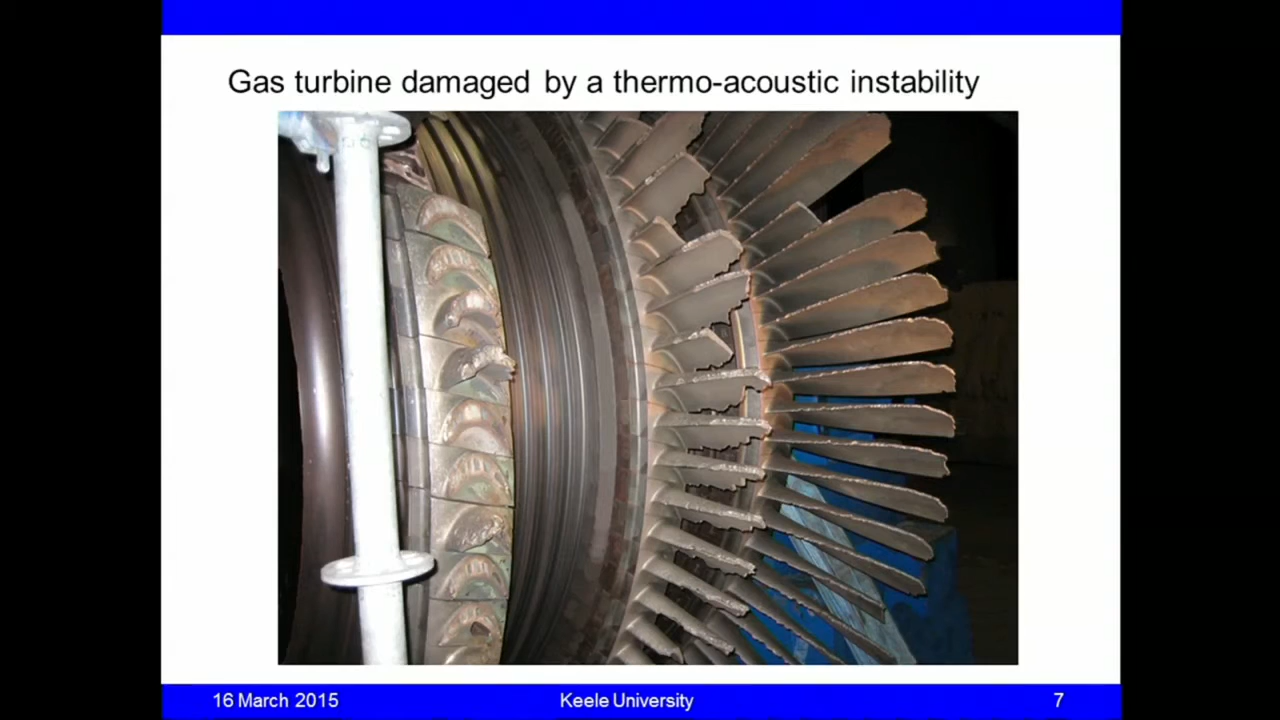 Gas turbine damaged by a thermo-acoustic instability
16 March 2015 Keele University 7